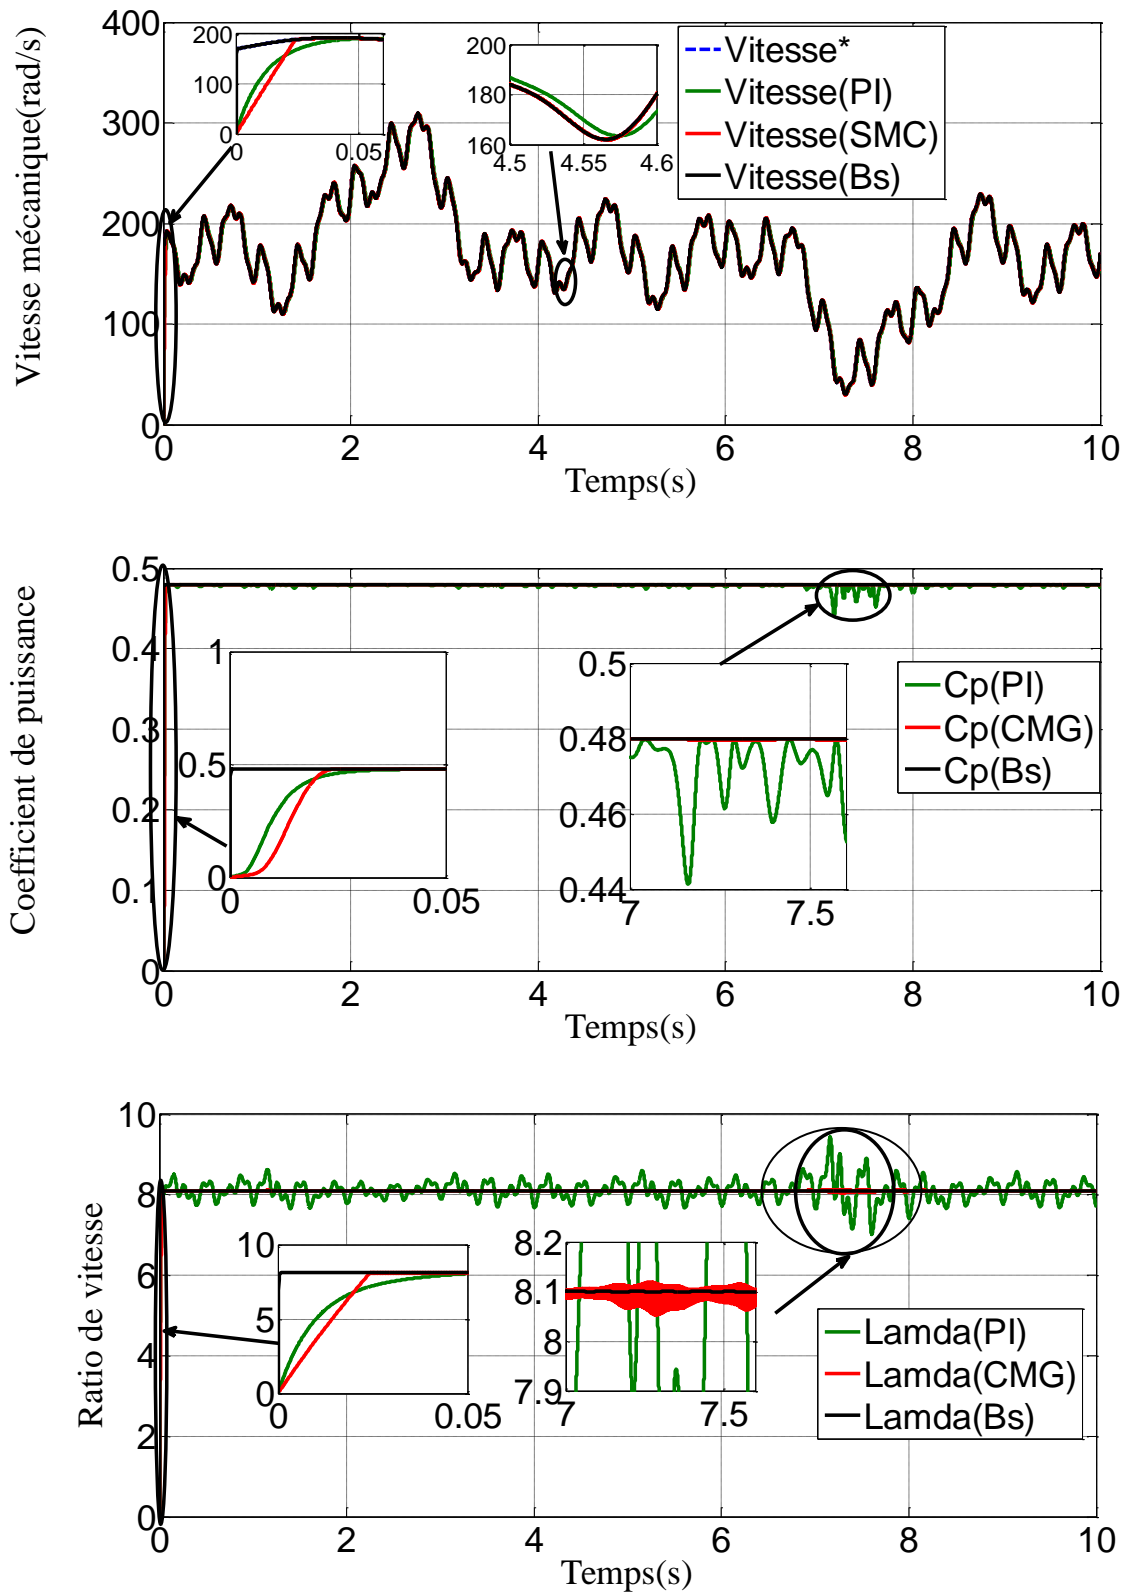 400
300
200
100
0
Vitesse mécanique(rad/s)
0 2 4 6 8 10
Temps(s)
200
100
0
0 0.05
200
180
160
4.5 4.55 4.6
Vitesse*
Vitesse(PI)
Vitesse(SMC)
Vitesse(Bs)
0.5
0.4
0.3
0.2
0.1
0
Coefficient de puissance
0 2 4 6 8 10
Temps(s)
1
0.5
0
0 0.05
0.5
0.48
0.46
0.44
7 7.5
Cp(PI)
Cp(CMG)
Cp(Bs)
10
8
6
4
2
0
Ratio de vitesse
0 2 4 6 8 10
Temps(s)
10
5
0
0 0.05
8.2
8.1
8
7.9
7 7.5
Lamda(PI)
Lamda(CMG)
Lamda(Bs)